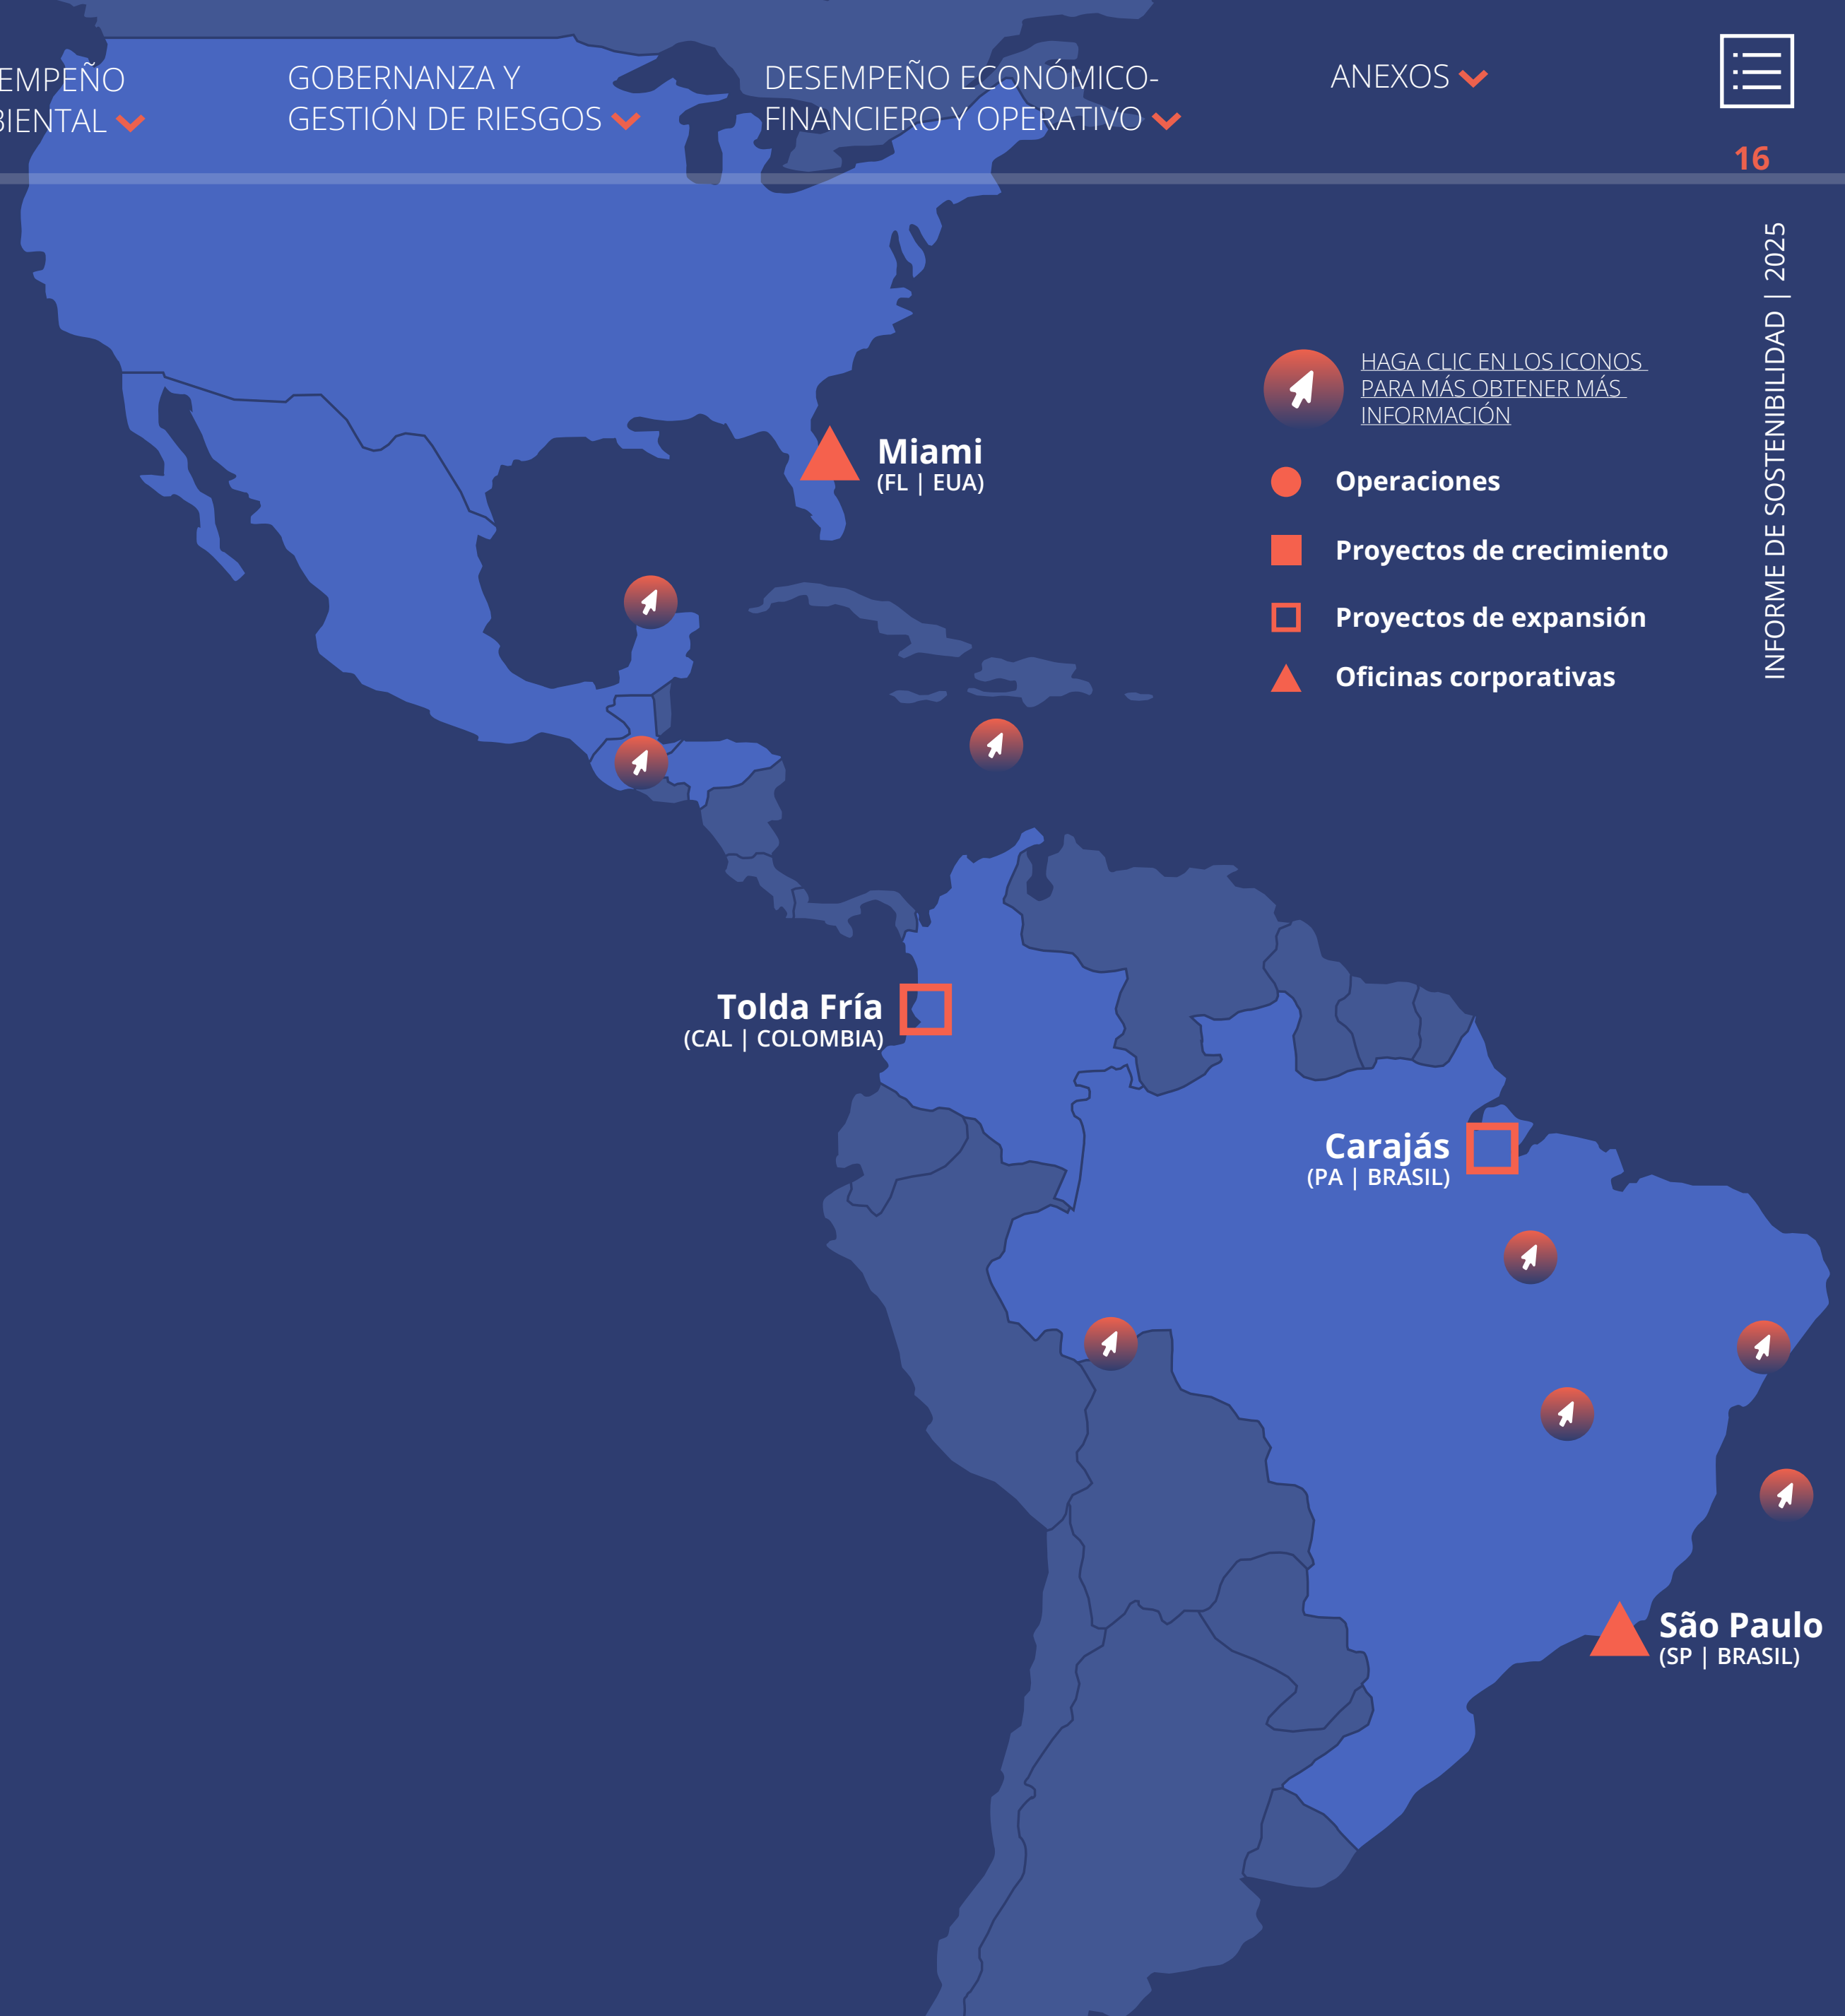 EMPEÑO
BIENTAL
GOBERNANZA Y
GESTIÓN DE RIESGOS
DESEMPEÑO ECONÓMICO-
FINANCIERO Y OPERATIVO
ANEXOS
16
INFORME DE SOSTENIBILIDAD | 2025
HAGA CLIC EN LOS ICONOS
PARA MÁS OBTENER MÁS
INFORMACIÓN
Operaciones
Proyectos de crecimiento
Proyectos de expansión
Oficinas corporativas
Miami
(FL | EUA)
Tolda Fría
(CAL | COLOMBIA)
Carajás
(PA | BRASIL)
São Paulo
(SP | BRASIL)